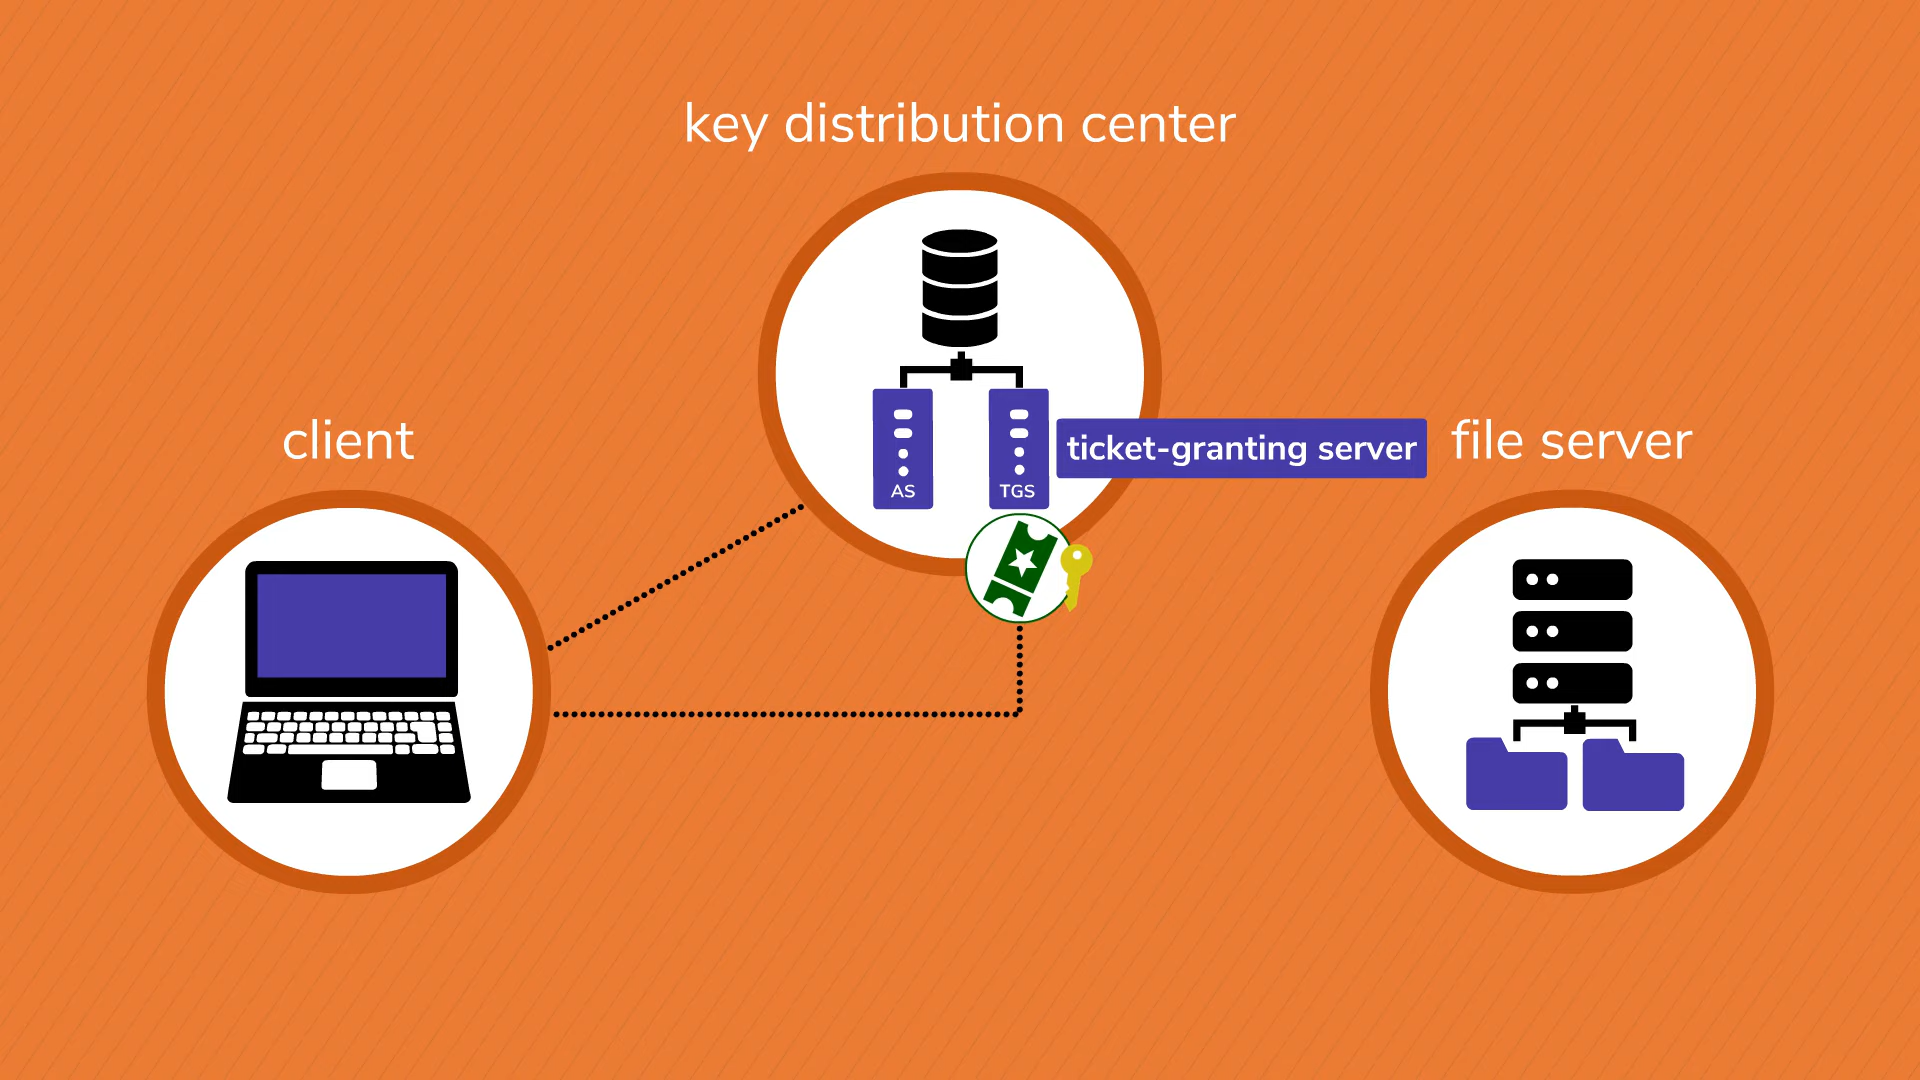 key distribution center
client
AS
TGS
ticket-granting server
file server